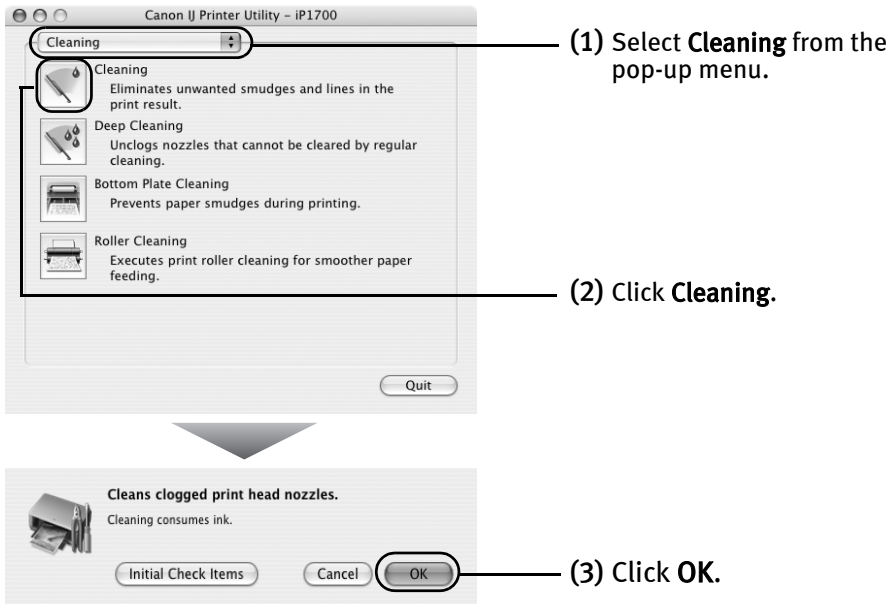 Canon IJ Printer Utility – iP1700
Cleaning
(1) Select Cleaning from the
pop-up menu.
Cleaning
Eliminates unwanted smudges and lines in the
print result.
Deep Cleaning
Unclogs nozzles that cannot be cleared by regular
cleaning.
Bottom Plate Cleaning
Prevents paper smudges during printing.
Roller Cleaning
Executes print roller cleaning for smoother paper
feeding.
(2) Click Cleaning.
Quit
Cleans clogged print head nozzles.
Cleaning consumes ink.
Initial Check Items
Cancel
OK
(3) Click OK.